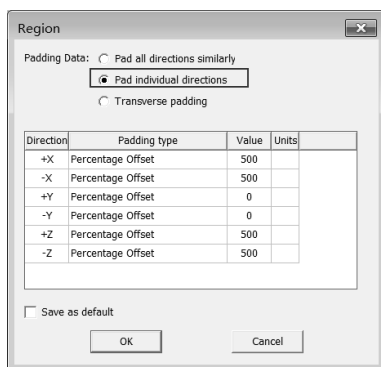 Region
Padding Data: Pad all directions similarly
Pad individual directions
Transverse padding
Direction Padding type Value Units
+X Percentage Offset 500
-X Percentage Offset 500
+Y Percentage Offset 0
-Y Percentage Offset 0
+Z Percentage Offset 500
-Z Percentage Offset 500
Save as default
OK Cancel